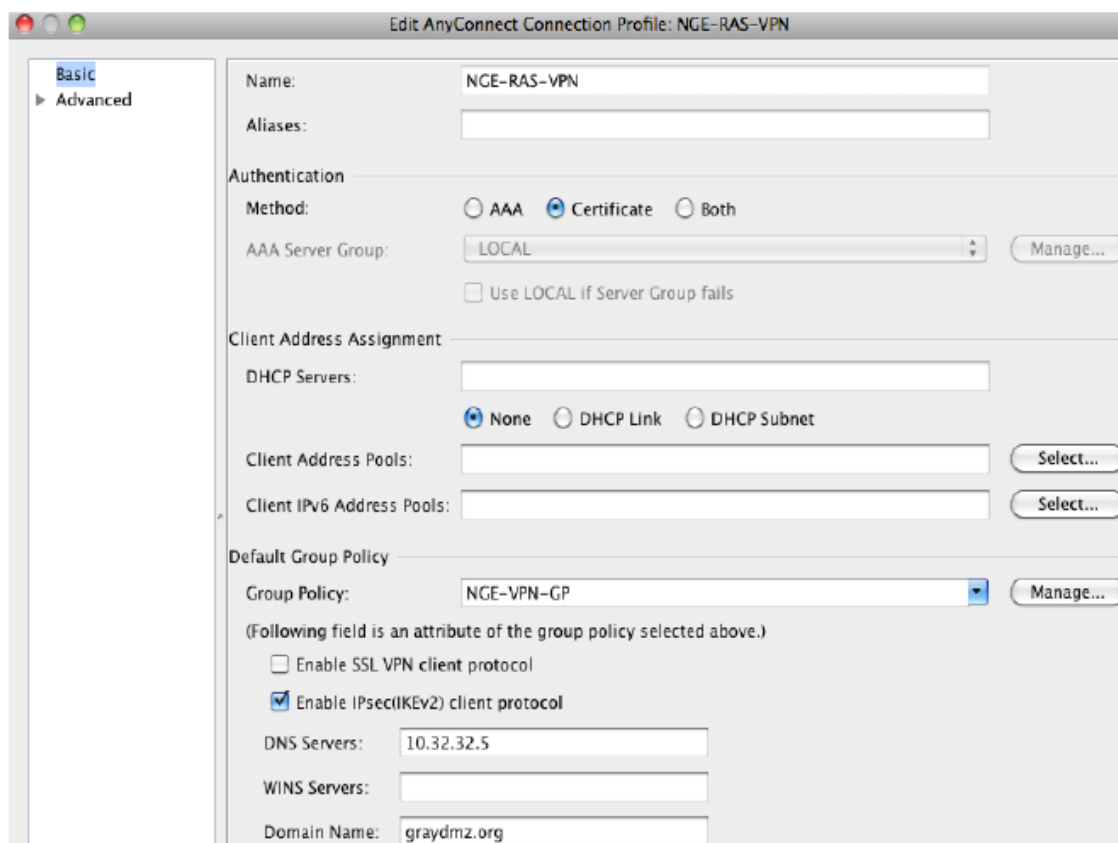 Edit AnyConnect Connection Profile: NGE-RAS-VPN
Basic
Advanced
Name: NGE-RAS-VPN
Aliases:
Authentication
Method: AAA Certificate Both
AAA Server Group: LOCAL Manage...
Use LOCAL if Server Group fails
Client Address Assignment
DHCP Servers:
None DHCP Link DHCP Subnet
Client Address Pools: Select...
Client IPv6 Address Pools: Select...
Default Group Policy
Group Policy: NGE-VPN-GP Manage...
(Following field is an attribute of the group policy selected above.)
Enable SSL VPN client protocol
Enable IPsec(IKEv2) client protocol
DNS Servers: 10.32.32.5
WINS Servers:
Domain Name: graydmz.org